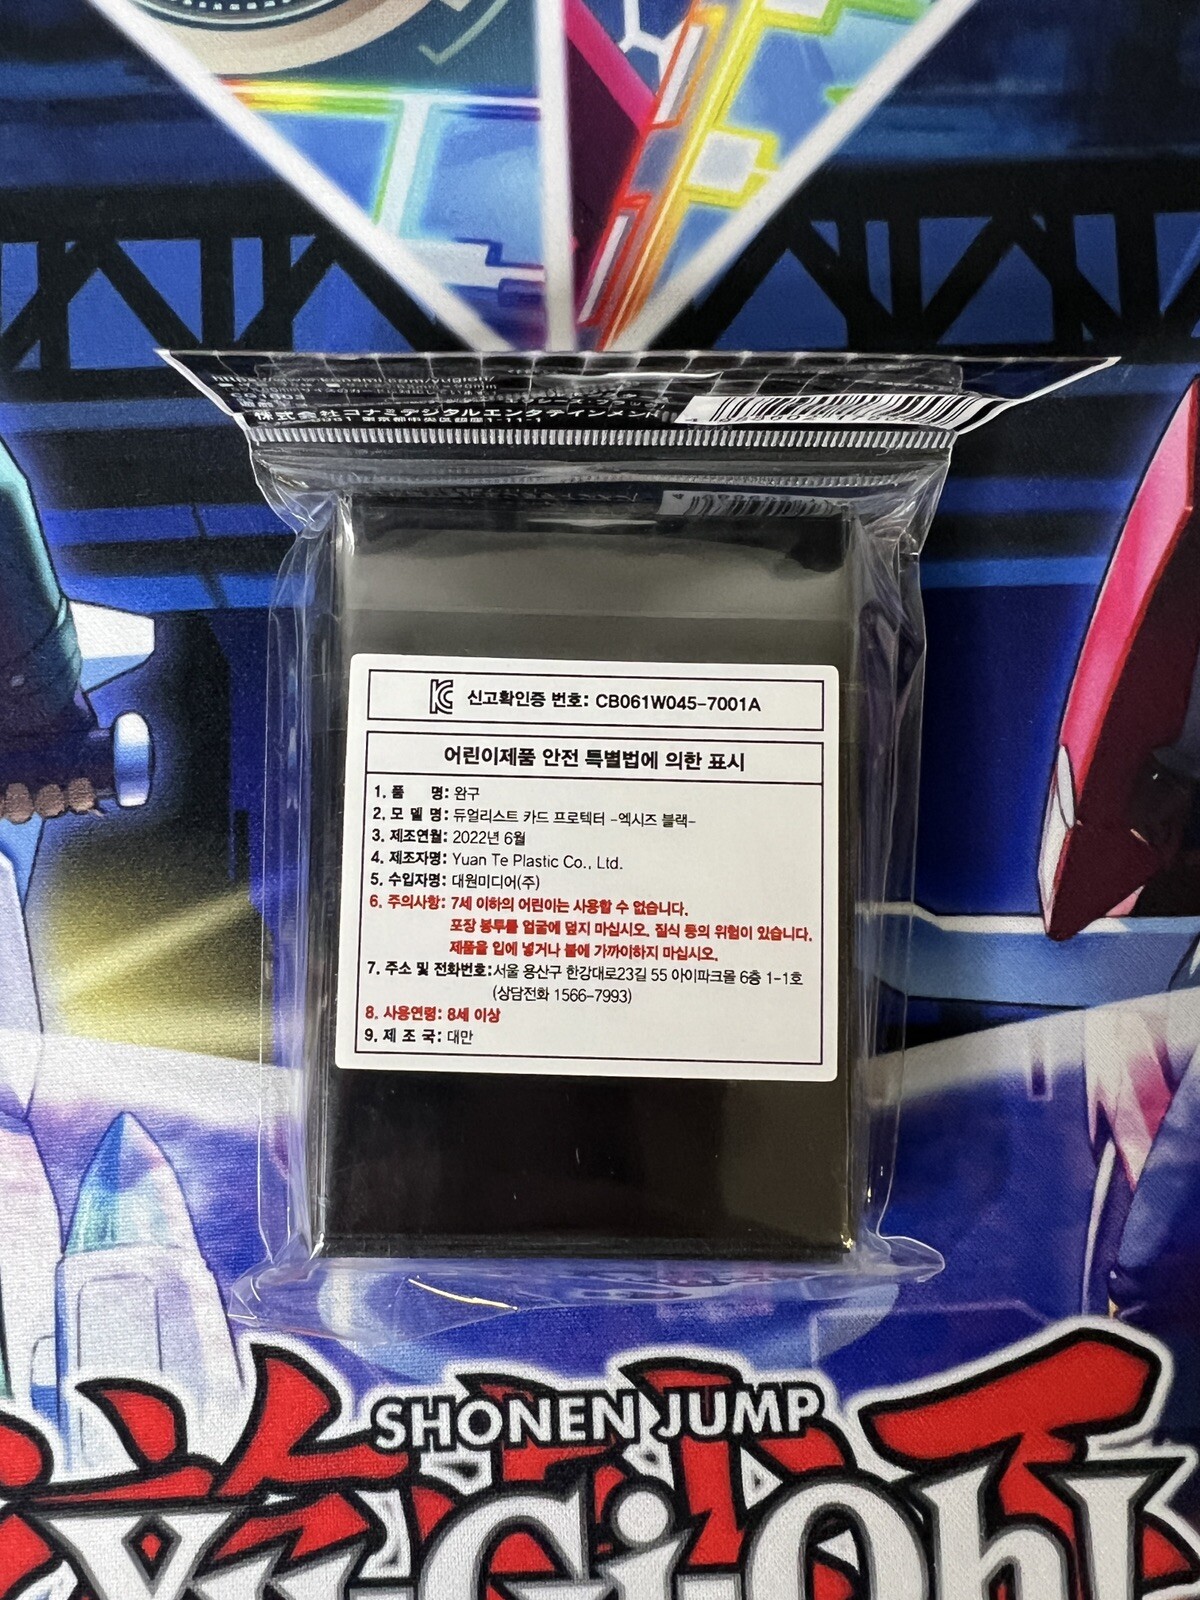 株式会社コナミデジタルエンタテインメント
KC 신고확인증 번호: CB061W045-7001A
어린이제품 안전 특별법에 의한 표시
1. 품 명: 완구
2. 모 델 명: 듀얼리스트 카드 프로텍터 -엑시즈 블랙-
3. 제조연월: 2022년 6월
4. 제조자명: Yuan Te Plastic Co., Ltd.
5. 수입자명: 대원미디어(주)
6. 주의사항: 7세 이하의 어린이는 사용할 수 없습니다.
포장 봉투를 얼굴에 덮지 마십시오. 질식 등의 위험이 있습니다.
제품을 입에 넣거나 불에 가까이하지 마십시오.
7. 주소 및 전화번호:서울 용산구 한강대로23길 55 아이파크몰 6층 1-1호
(상담전화 1566-7993)
8. 사용연령: 8세 이상
9. 제 조 국: 대만
SHONEN JUMP
Yu-Gi-Oh!